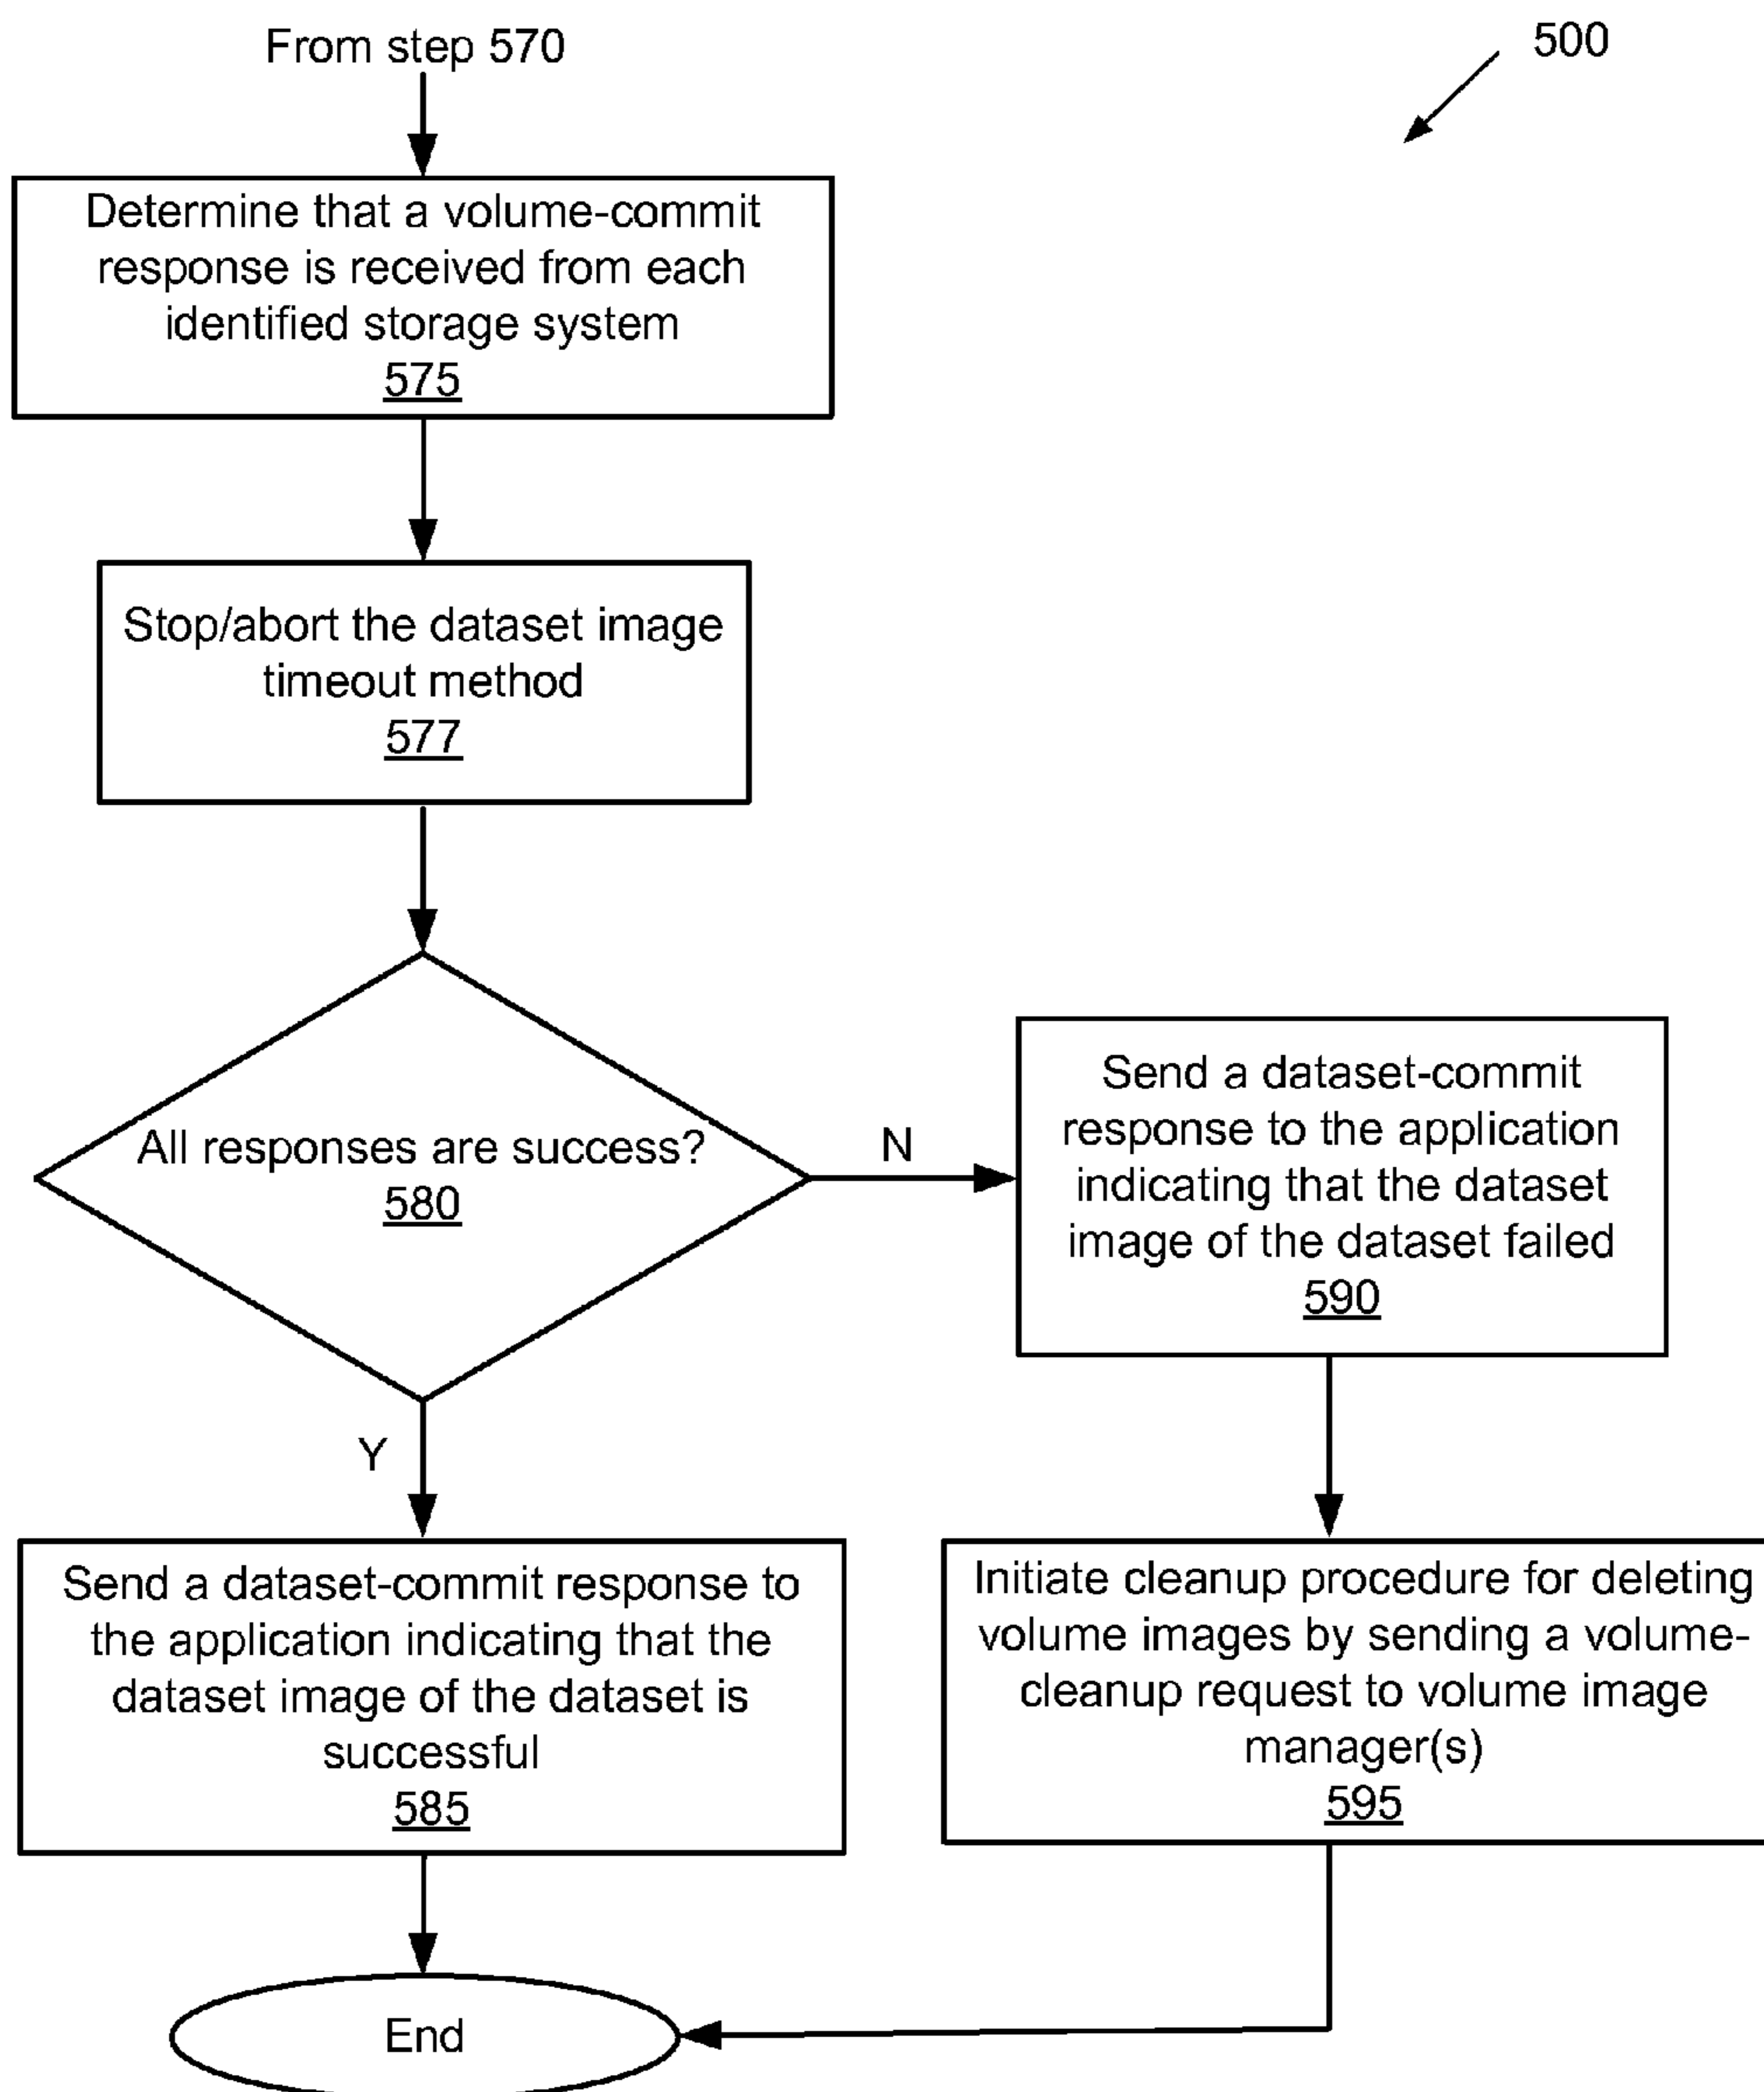 From step 570
500
Determine that a volume-commit
response is received from each
identified storage system
575
Stop/abort the dataset image
timeout method
577
All responses are success?
580
N
Send a dataset-commit
response to the application
indicating that the dataset
image of the dataset failed
590
Y
Send a dataset-commit response to
the application indicating that the
dataset image of the dataset is
successful
585
Initiate cleanup procedure for deleting
volume images by sending a volume-
cleanup request to volume image
manager(s)
595
End